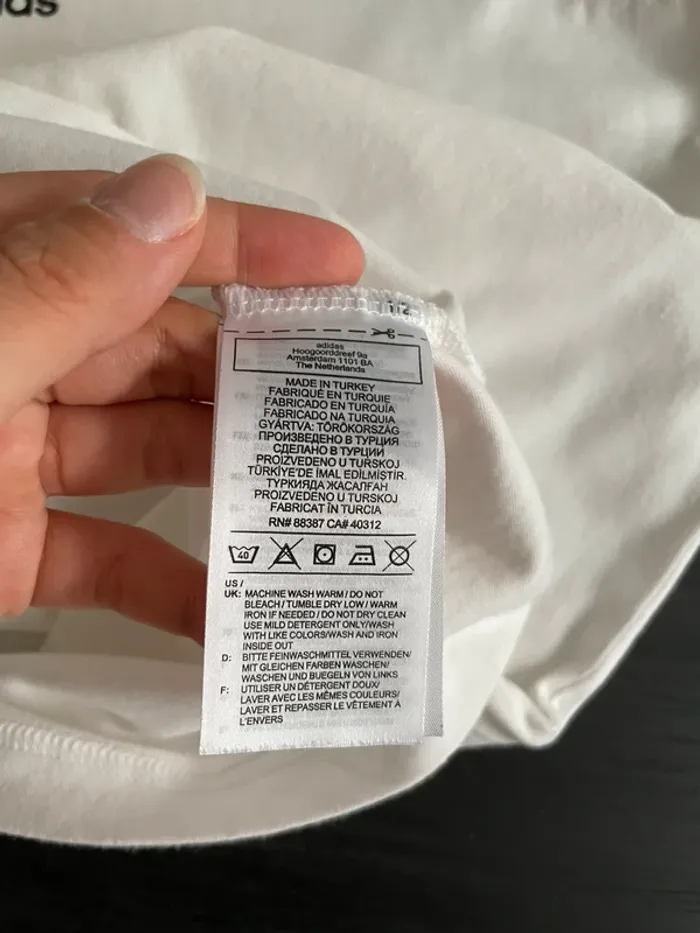 das
1/2
adidas
Hoogoorddreef 9a
Amsterdam 1101 BA
The Netherlands
MADE IN TURKEY
FABRIQUÉ EN TURQUIE
FABRICADO EN TURQUÍA
FABRICADO NA TURQUIA
GYÁRTVA: TÖRÖKORSZÁG
ПРОИЗВЕДЕНО В ТУРЦИЯ
СДЕЛАНО В ТУРЦИИ
PROIZVEDENO U TURSKOJ
TÜRKİYE'DE İMAL EDİLMİŞTİR.
ТУРКИЯДА ЖАСАЛҒАН
PROIZVEDENO U TURSKOJ
FABRICAT ÎN TURCIA
RN# 88387 CA# 40312
40
US /
UK: MACHINE WASH WARM / DO NOT
BLEACH / TUMBLE DRY LOW / WARM
IRON IF NEEDED / DO NOT DRY CLEAN
USE MILD DETERGENT ONLY/WASH
WITH LIKE COLORS/WASH AND IRON
INSIDE OUT
D: BITTE FEINWASCHMITTEL VERWENDEN/
MIT GLEICHEN FARBEN WASCHEN/
WASCHEN UND BUEGELN VON LINKS
F: UTILISER UN DÉTERGENT DOUX/
LAVER AVEC LES MÊMES COULEURS/
LAVER ET REPASSER LE VÊTEMENT À
L'ENVERS